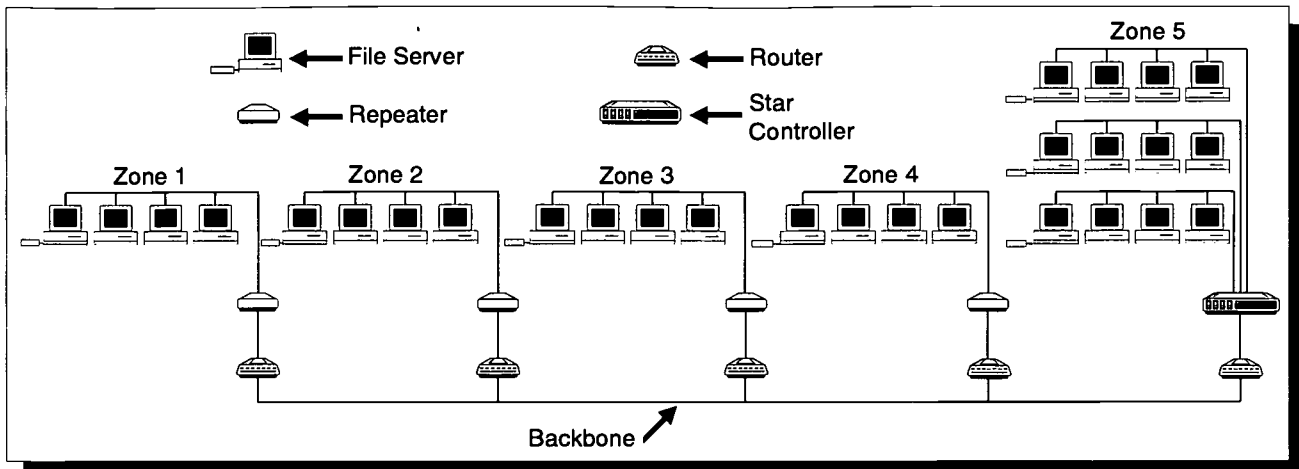 Zone 5
File Server
Router
Repeater
Star
Controller
Zone 1
Zone 2
Zone 3
Zone 4
Backbone